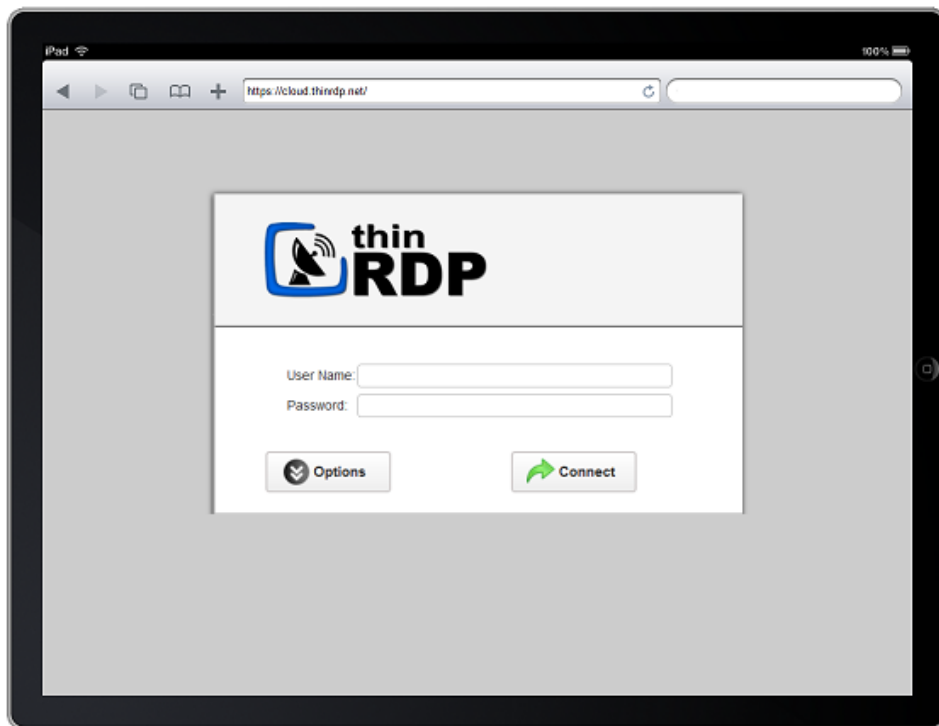 iPad
100%
https://cloud.thinrdp.net/
thin
RDP
User Name:
Password:
Options
Connect